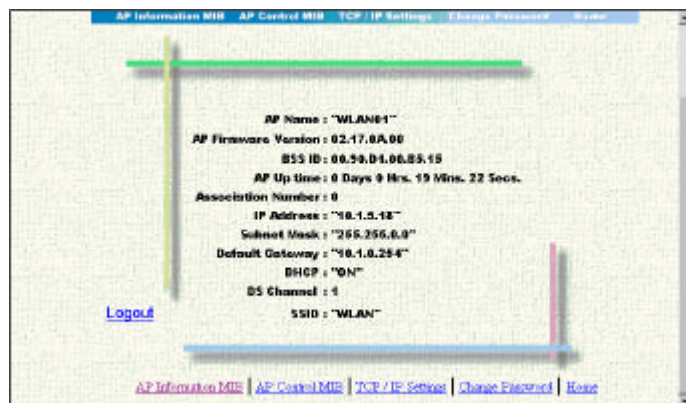 AP Information MIB AP Control MIB TCP / IP Settings Change Password Home
AP Name : "WLAN01"
AP Firmware Version : 02.17.0A.00
BSS ID : 00.90.D1.00.B5.15
AP Up time : 0 Days 0 Hrs. 19 Mins. 22 Secs.
Association Number : 0
IP Address : "10.1.5.18"
Subnet Mask : "255.255.0.0"
Default Gateway : "10.1.0.254"
DHCP : "ON"
DS Channel : 1
Logout
SSID : "WLAN"
AP Information MIB | AP Control MIB | TCP / IP Settings | Change Password | Home